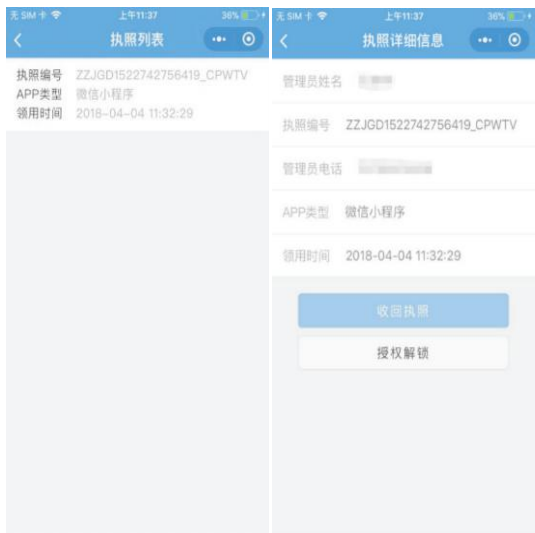 无 SIM 卡 上午11:37 36%
执照列表
执照编号 ZZJGD1522742756419_CPWTV
APP类型 微信小程序
领用时间 2018-04-04 11:32:29
无 SIM 卡 上午11:37 36%
执照详细信息
管理员姓名
执照编号 ZZJGD1522742756419_CPWTV
管理员电话
APP类型 微信小程序
领用时间 2018-04-04 11:32:29
收回执照
授权解锁